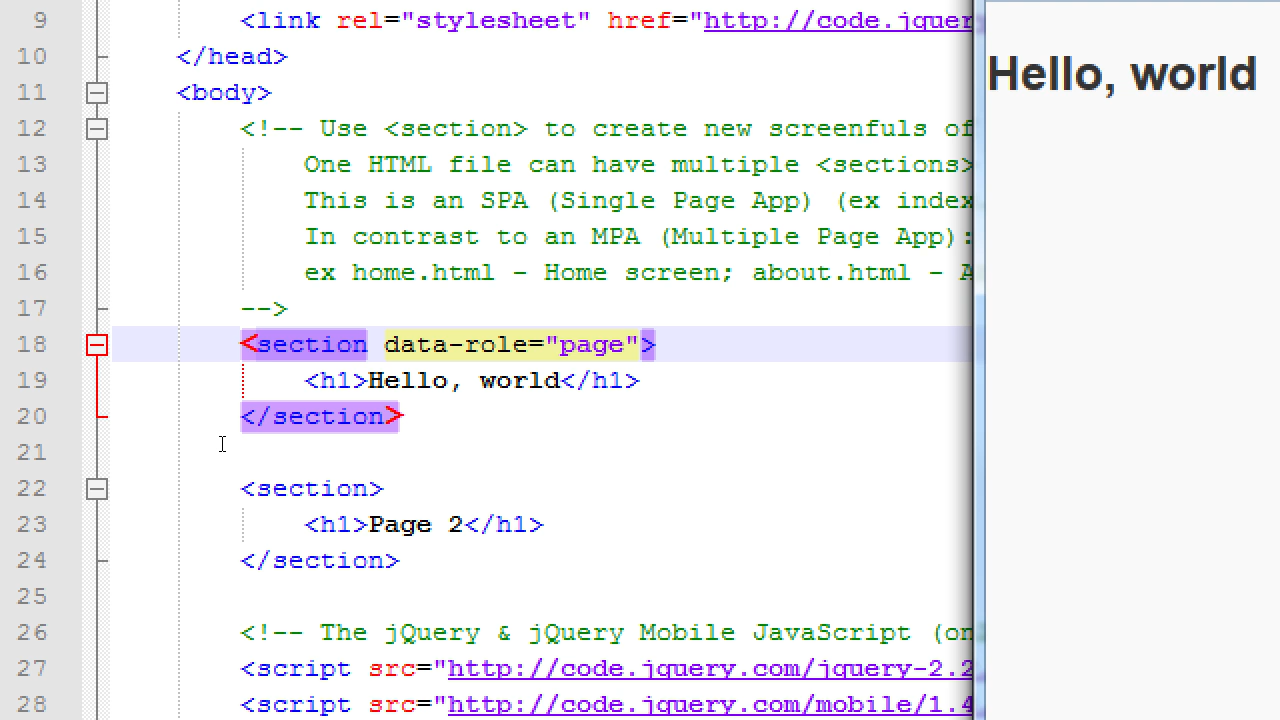 9 <link rel="stylesheet" href="http://code.jquer
10 </head>
11 <body>
12 <!-- Use <section> to create new screenfuls of
13 One HTML file can have multiple <sections>
14 This is an SPA (Single Page App) (ex index
15 In contrast to an MPA (Multiple Page App):
16 ex home.html - Home screen; about.html - A
17 -->
18 <section data-role="page">
19 <h1>Hello, world</h1>
20 </section>
21
22 <section>
23 <h1>Page 2</h1>
24 </section>
25
26 <!-- The jQuery & jQuery Mobile JavaScript (on
27 <script src="http://code.jquery.com/jquery-2.2
28 <script src="http://code.jquery.com/mobile/1.4
Hello, world